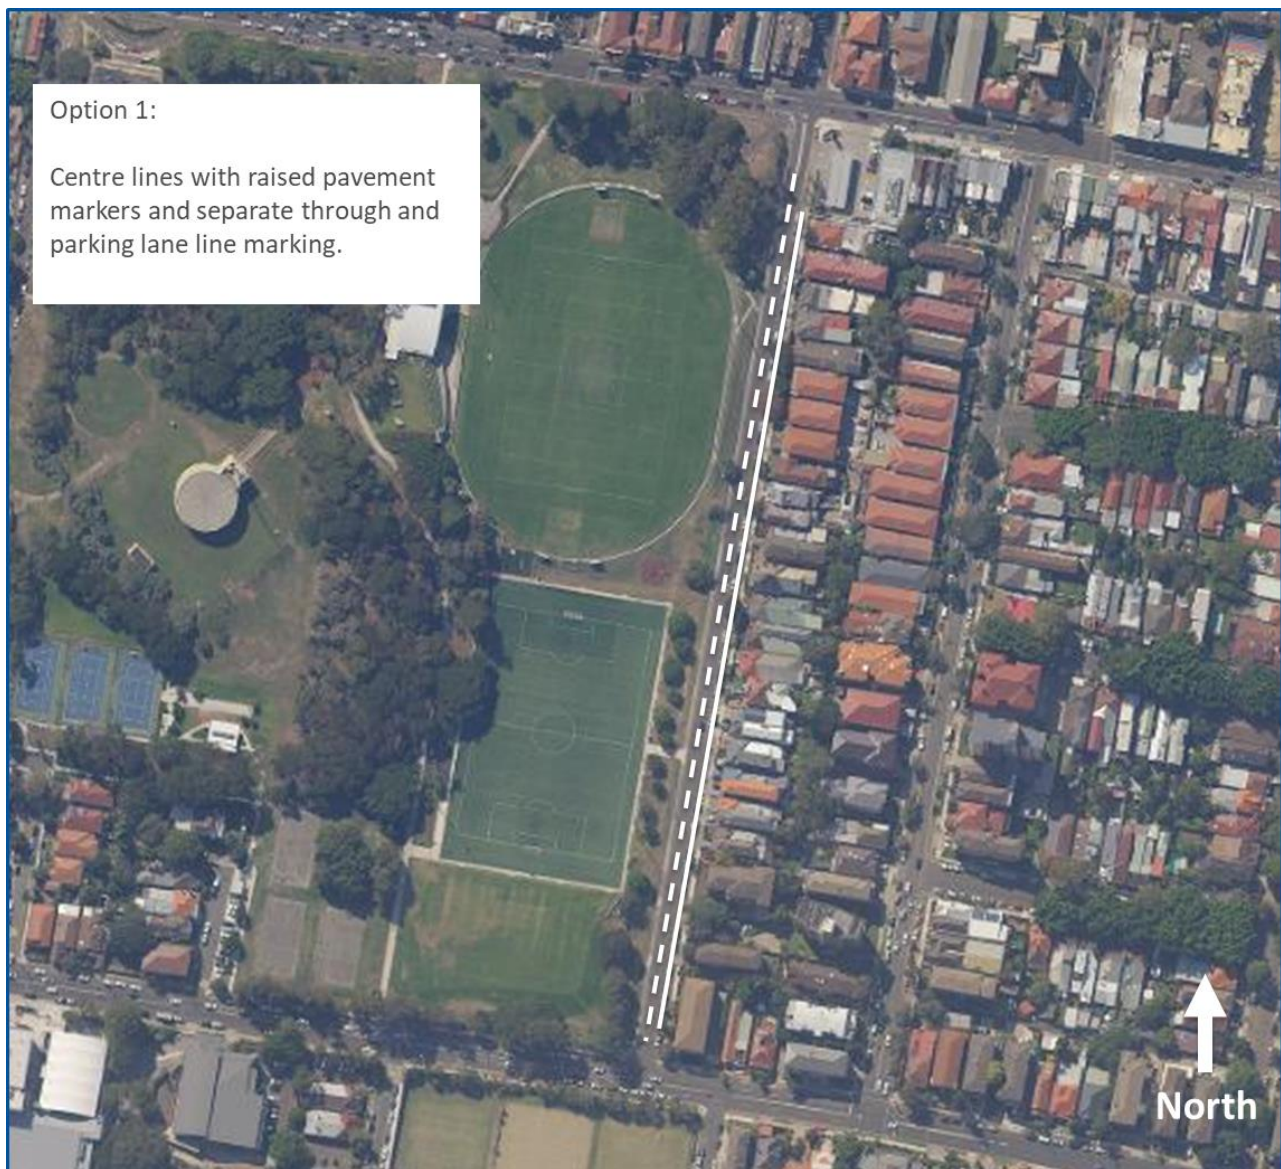 Option 1:
Centre lines with raised pavement
markers and separate through and
parking lane line marking.
North